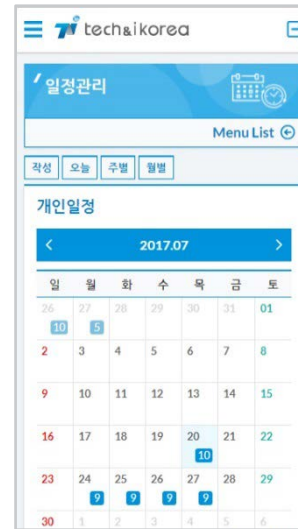 tech&ikorea
일정관리
Menu List
작성 오늘 주별 월별
개인일정
2017.07
일 월 화 수 목 금 토
26 27 28 29 30 31 01
10 5
2 3 4 5 6 7 8
9 10 11 12 13 14 15
16 17 18 19 20 21 22
10
23 24 25 26 27 28 29
9 9 9 9
30 1 2 3 4 5 6